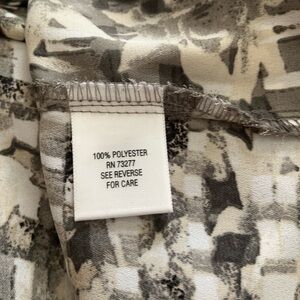 100% POLYESTER
RN 73277
SEE REVERSE
FOR CARE